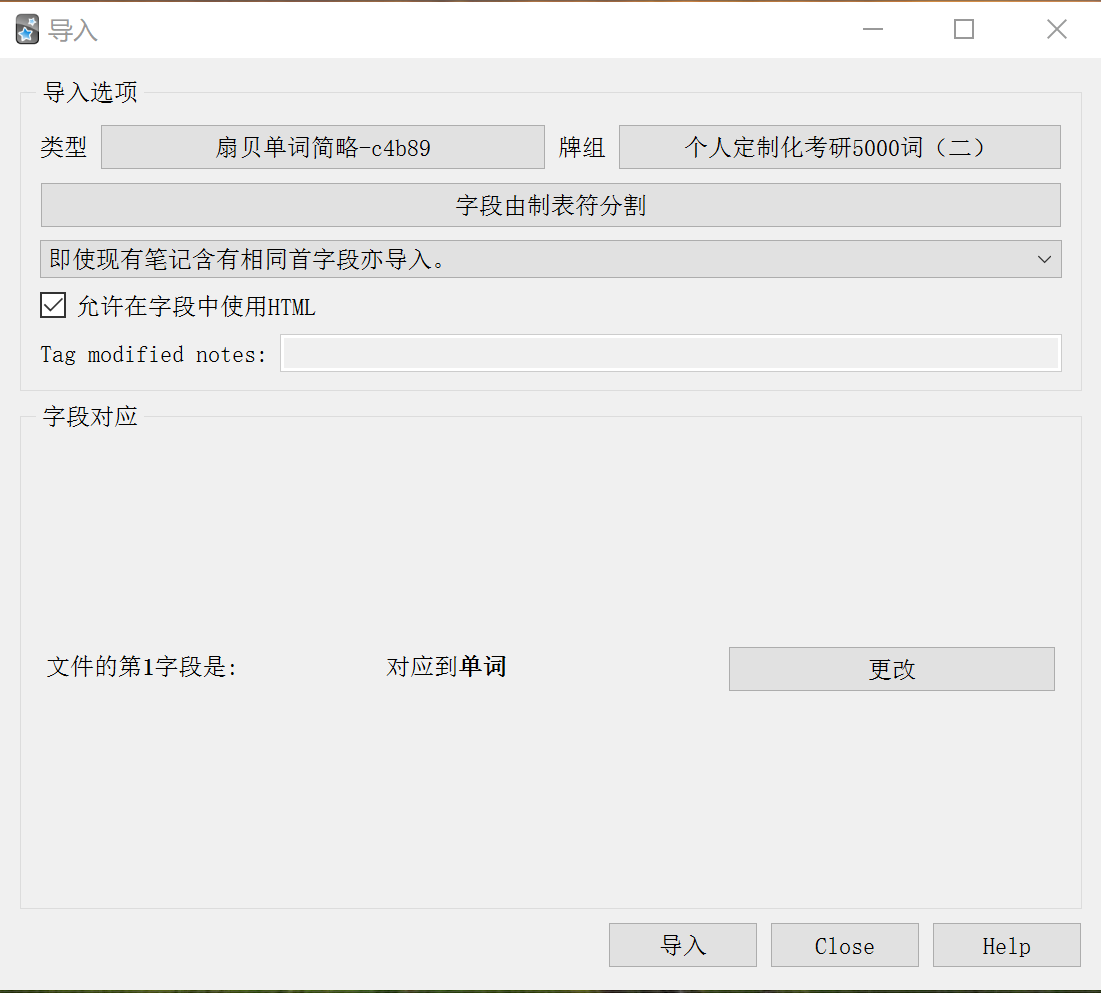 导入
导入选项
类型 扇贝单词简略-c4b89 牌组 个人定制化考研5000词（二）
字段由制表符分割
即使现有笔记含有相同首字段亦导入。
允许在字段中使用HTML
Tag modified notes:
字段对应
文件的第1字段是: 对应到单词 更改
导入 Close Help